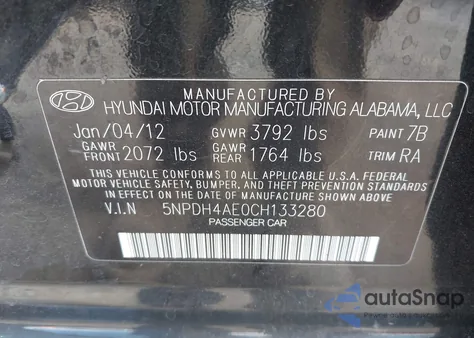 MANUFACTURED BY
HYUNDAI MOTOR MANUFACTURING ALABAMA, LLC
Jan/04/12 GVWR 3792 lbs PAINT 7B
GAWR FRONT 2072 lbs GAWR REAR 1764 lbs TRIM RA
THIS VEHICLE CONFORMS TO ALL APPLICABLE FEDERAL
MOTOR VEHICLE SAFETY, BUMPER, AND THEFT PREVENTION
STANDARDS IN EFFECT ON THE DATE OF MANUFACTURE SHOWN ABOVE.
V.I.N 5NPDH4AE0CH133280
PASSENGER CAR
autoSnap